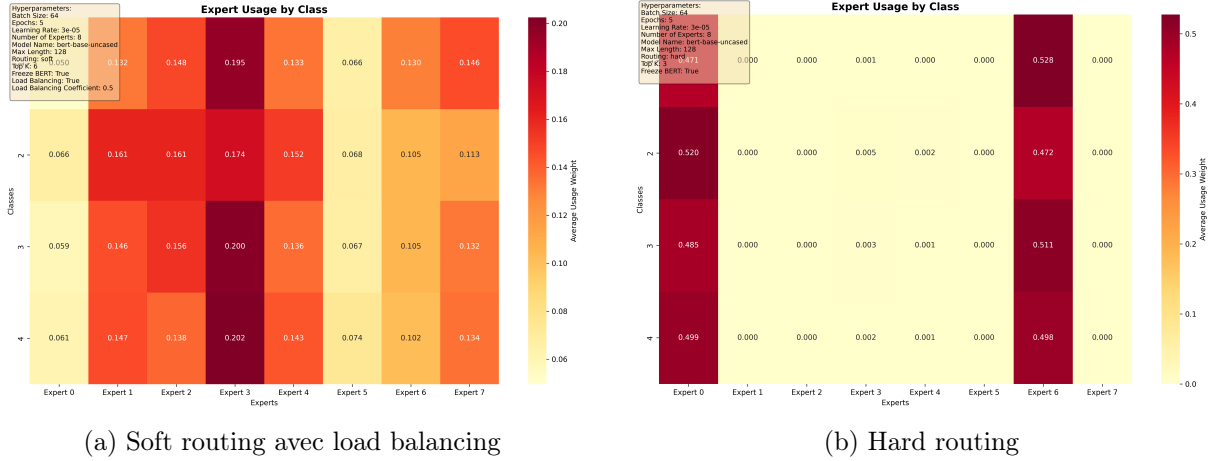 Expert Usage by Class
Hyperparameters:
Batch Size: 64
Epochs: 5
Learning Rate: 3e-05
Number of Experts: 8
Model Name: bert-base-uncased
Max Length: 128
Routing: soft
Top K: 6
Freeze BERT: True
Load Balancing: True
Load Balancing Coefficient: 0.5
0.050 0.132 0.148 0.195 0.133 0.066 0.130 0.146
2 0.066 0.161 0.161 0.174 0.152 0.068 0.105 0.113
3 0.059 0.146 0.156 0.200 0.136 0.067 0.105 0.132
4 0.061 0.147 0.138 0.202 0.143 0.074 0.102 0.134
Classes
Expert 0 Expert 1 Expert 2 Expert 3 Expert 4 Expert 5 Expert 6 Expert 7
Experts
Average Usage Weight
0.20
0.18
0.16
0.14
0.12
0.10
0.08
0.06
(a) Soft routing avec load balancing
Expert Usage by Class
Hyperparameters:
Batch Size: 64
Epochs: 5
Learning Rate: 3e-05
Number of Experts: 8
Model Name: bert-base-uncased
Max Length: 128
Routing: hard
Top K: 3
Freeze BERT: True
0.471 0.000 0.000 0.001 0.000 0.000 0.528 0.000
2 0.520 0.000 0.000 0.005 0.002 0.000 0.472 0.000
3 0.485 0.000 0.000 0.003 0.001 0.000 0.511 0.000
4 0.499 0.000 0.000 0.002 0.001 0.000 0.498 0.000
Classes
Expert 0 Expert 1 Expert 2 Expert 3 Expert 4 Expert 5 Expert 6 Expert 7
Experts
Average Usage Weight
0.5
0.4
0.3
0.2
0.1
0.0
(b) Hard routing